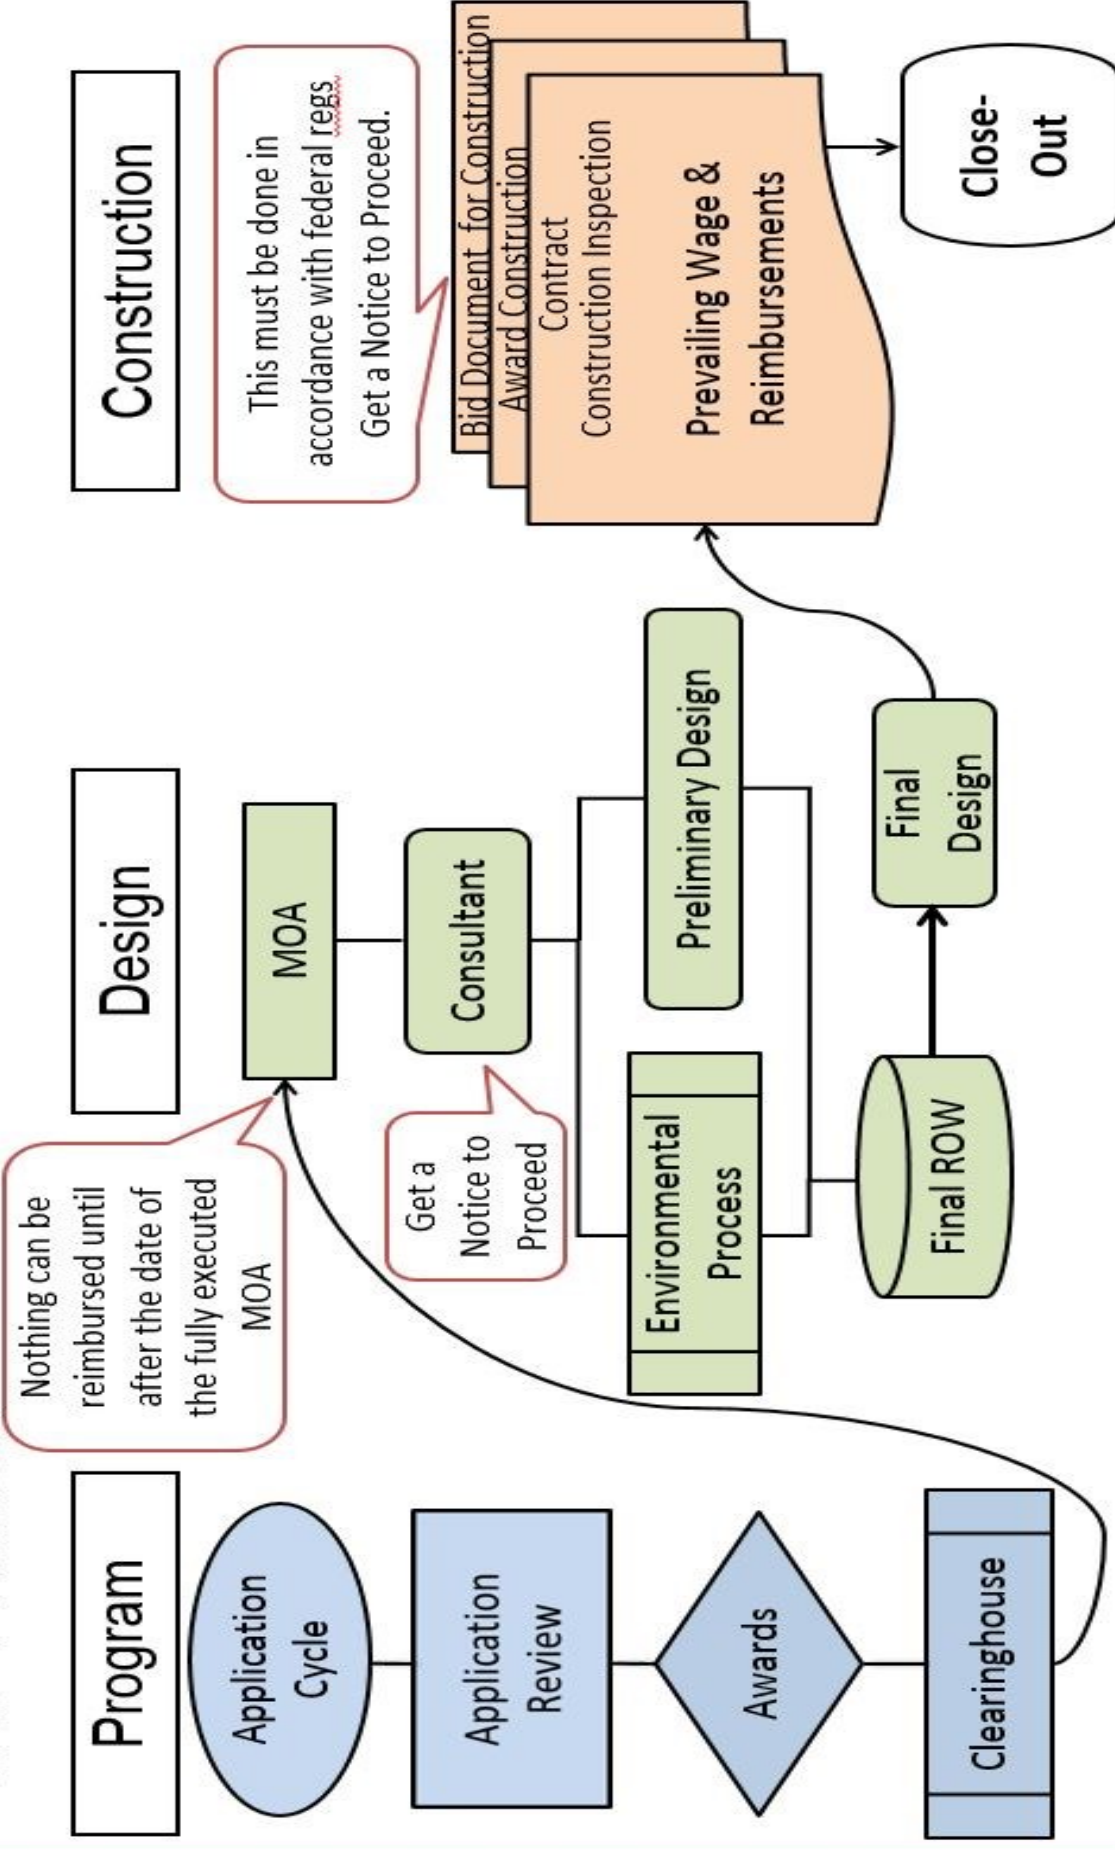 Program
Application
Cycle
Application
Review
Awards
Clearinghouse
Design
Nothing can be
reimbursed until
after the date of
the fully executed
MOA
MOA
Get a
Notice to
Proceed
Consultant
Environmental
Process
Preliminary Design
Final ROW
Final
Design
Construction
This must be done in
accordance with federal regs
Get a Notice to Proceed.
Bid Document for Construction
Award Construction
Contract
Construction Inspection
Prevailing Wage &
Reimbursements
Close-
Out